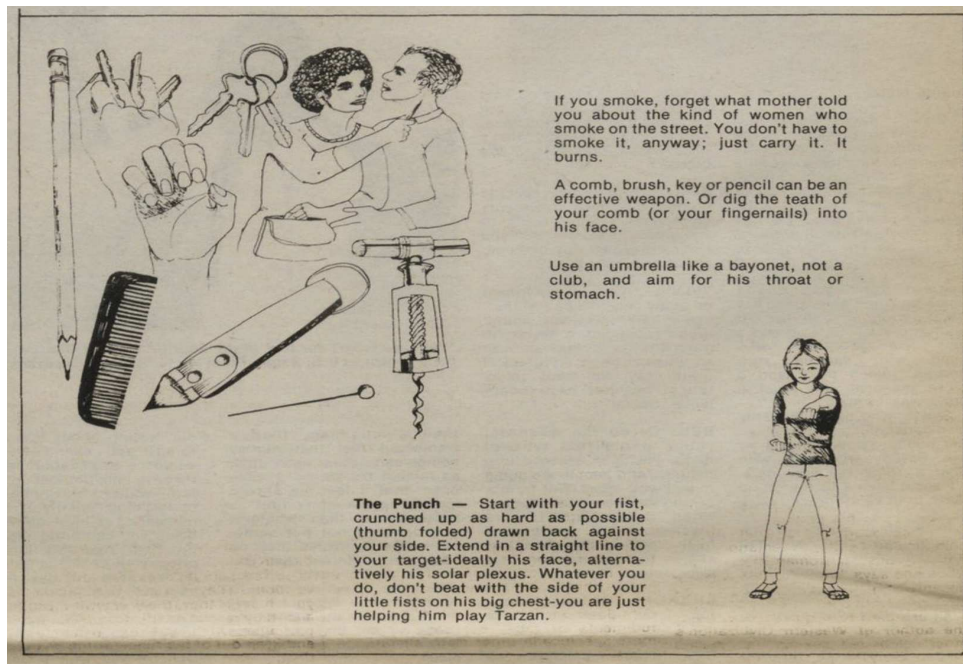 If you smoke, forget what mother told
you about the kind of women who
smoke on the street. You don't have to
smoke it, anyway; just carry it. It
burns.
A comb, brush, key or pencil can be an
effective weapon. Or dig the teath of
your comb (or your fingernails) into
his face.
Use an umbrella like a bayonet, not a
club, and aim for his throat or
stomach.
The Punch — Start with your fist,
crunched up as hard as possible
(thumb folded) drawn back against
your side. Extend in a straight line to
your target-ideally his face, alterna-
tively his solar plexus. Whatever you
do, don't beat with the side of your
little fists on his big chest-you are just
helping him play Tarzan.